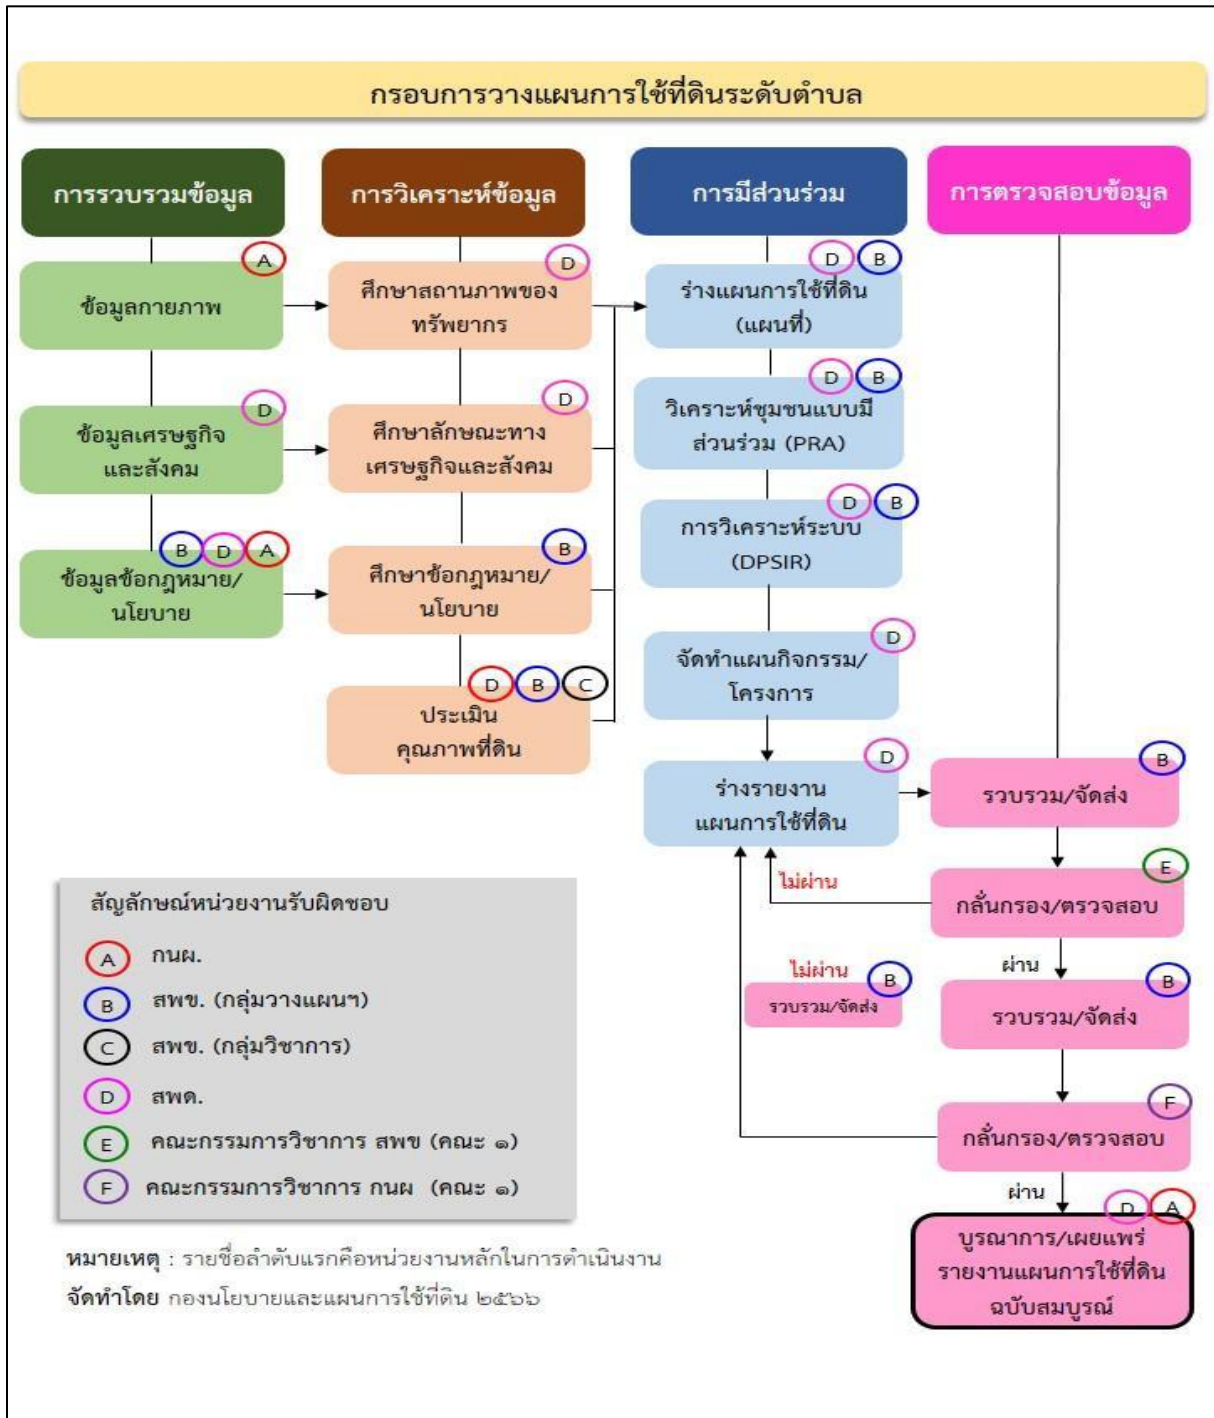 กรอบการวางแผนการใช้ที่ดินระดับตำบล
การรวบรวมข้อมูล
A
ข้อมูลกายภาพ
D
ข้อมูลเศรษฐกิจ
และสังคม
B D A
ข้อมูลข้อกฎหมาย/
นโยบาย
การวิเคราะห์ข้อมูล
D
ศึกษาสถานภาพของ
ทรัพยากร
D
ศึกษาลักษณะทาง
เศรษฐกิจและสังคม
B
ศึกษาข้อกฎหมาย/
นโยบาย
D B C
ประเมิน
คุณภาพที่ดิน
การมีส่วนร่วม
D B
ร่างแผนการใช้ที่ดิน
(แผนที่)
D B
วิเคราะห์ชุมชนแบบมี
ส่วนร่วม (PRA)
D B
การวิเคราะห์ระบบ
(DPSIR)
D
จัดทำแผนกิจกรรม/
โครงการ
D
ร่างรายงาน
แผนการใช้ที่ดิน
การตรวจสอบข้อมูล
B
รวบรวม/จัดส่ง
E
กลั่นกรอง/ตรวจสอบ
ไม่ผ่าน
ผ่าน
B
รวบรวม/จัดส่ง
ไม่ผ่าน
B
รวบรวม/จัดส่ง
F
กลั่นกรอง/ตรวจสอบ
ผ่าน
D A
บูรณาการ/เผยแพร่
รายงานแผนการใช้ที่ดิน
ฉบับสมบูรณ์
สัญลักษณ์หน่วยงานรับผิดชอบ
A กนผ.
B สพข. (กลุ่มวางแผนฯ)
C สพข. (กลุ่มวิชาการ)
D สพด.
E คณะกรรมการวิชาการ สพข (คณะ ๑)
F คณะกรรมการวิชาการ กนผ (คณะ ๑)
หมายเหตุ : รายชื่อลำดับแรกคือหน่วยงานหลักในการดำเนินงาน
จัดทำโดย กองนโยบายและแผนการใช้ที่ดิน ๒๕๖๖